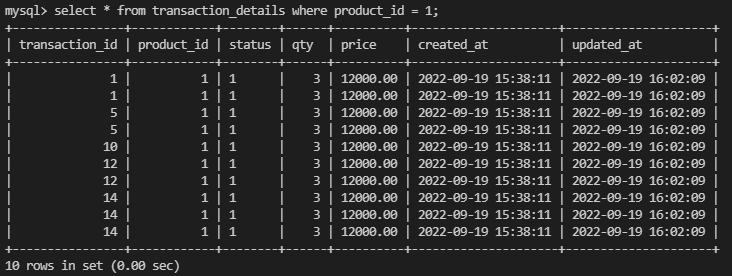 mysql> select * from transaction_details where product_id = 1;
+----------------+------------+--------+------+----------+---------------------+---------------------+
| transaction_id | product_id | status | qty  | price    | created_at          | updated_at          |
+----------------+------------+--------+------+----------+---------------------+---------------------+
|              1 |          1 | 1      |    3 | 12000.00 | 2022-09-19 15:38:11 | 2022-09-19 16:02:09 |
|              1 |          1 | 1      |    3 | 12000.00 | 2022-09-19 15:38:11 | 2022-09-19 16:02:09 |
|              5 |          1 | 1      |    3 | 12000.00 | 2022-09-19 15:38:11 | 2022-09-19 16:02:09 |
|              5 |          1 | 1      |    3 | 12000.00 | 2022-09-19 15:38:11 | 2022-09-19 16:02:09 |
|             10 |          1 | 1      |    3 | 12000.00 | 2022-09-19 15:38:11 | 2022-09-19 16:02:09 |
|             12 |          1 | 1      |    3 | 12000.00 | 2022-09-19 15:38:11 | 2022-09-19 16:02:09 |
|             12 |          1 | 1      |    3 | 12000.00 | 2022-09-19 15:38:11 | 2022-09-19 16:02:09 |
|             14 |          1 | 1      |    3 | 12000.00 | 2022-09-19 15:38:11 | 2022-09-19 16:02:09 |
|             14 |          1 | 1      |    3 | 12000.00 | 2022-09-19 15:38:11 | 2022-09-19 16:02:09 |
|             14 |          1 | 1      |    3 | 12000.00 | 2022-09-19 15:38:11 | 2022-09-19 16:02:09 |
+----------------+------------+--------+------+----------+---------------------+---------------------+
10 rows in set (0.00 sec)